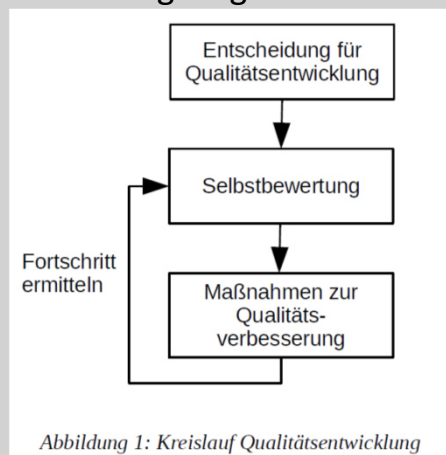 Entscheidung für
Qualitätsentwicklung
Selbstbewertung
Fortschritt
ermitteln
Maßnahmen zur
Qualitäts-
verbesserung
Abbildung 1: Kreislauf Qualitätsentwicklung